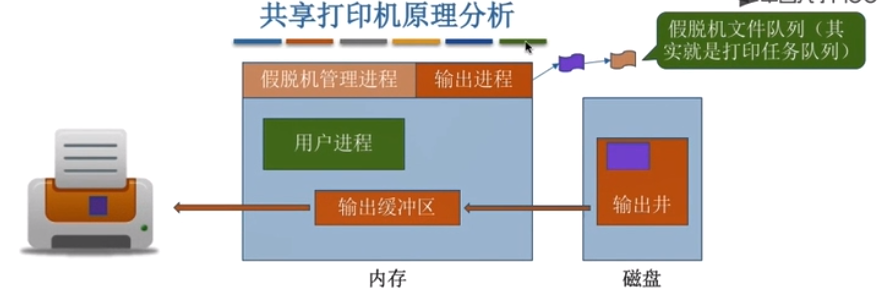 共享打印机原理分析
假脱机文件队列（其
实就是打印任务队列）
假脱机管理进程
输出进程
用户进程
输出缓冲区
输出井
内存
磁盘